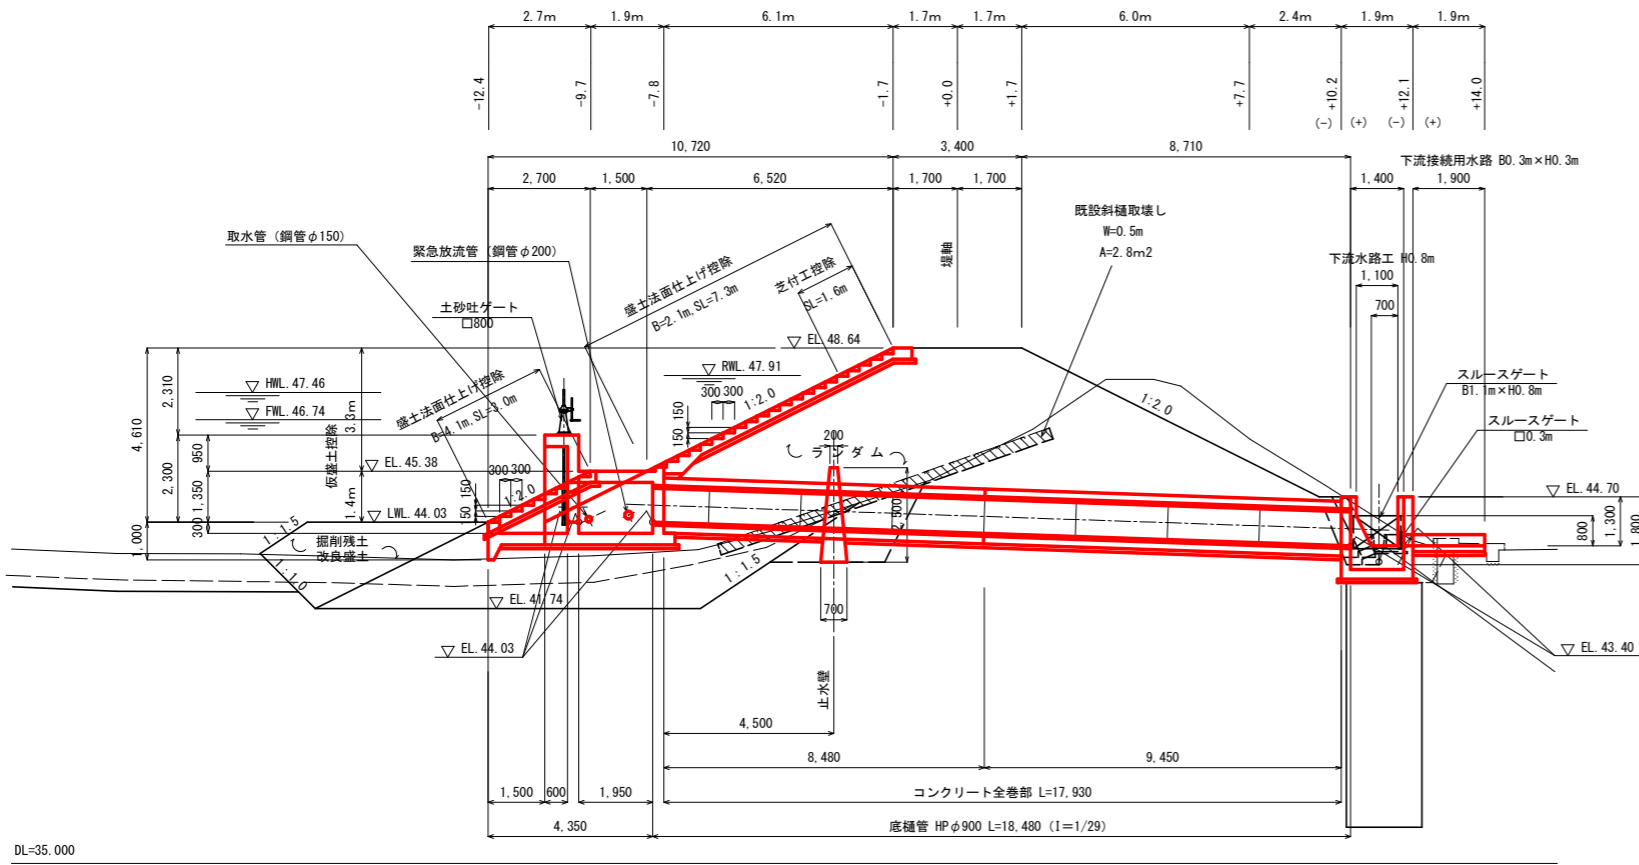 2.7m
1.9m
6.1m
1.7m
1.7m
6.0m
2.4m
1.9m
1.9m
-12.4
-9.7
-7.8
-1.7
+0.0
+1.7
+7.7
+10.2
+12.1
+14.0
(-)
(+)
(-)
(+)
10,720
3,400
8,710
下流接続用水路 B0.3m×H0.3m
2,700
1,500
6,520
1,700
1,700
1,400
1,900
取水管（鋼管φ150）
緊急放流管（鋼管φ200）
既設斜樋取壊し
W=0.5m
A=2.8m2
堤軸
下流水路工 H0.8m
1,100
700
盛土法面仕上げ控除
B=2.1m,SL=7.3m
芝付工控除
SL=1.6m
土砂吐ゲート
□800
EL.48.64
RWL.47.91
HWL.47.46
FWL.46.74
盛土法面仕上げ控除
B=4.1m,SL=3.0m
300
300
150
150
1:2.0
1:2.0
スルースゲート
B1.1m×H0.8m
スルースゲート
□0.3m
4,610
2,310
2,300
950
1,350
300
1,000
仮盛土控除
3.3m
1.4m
EL.45.38
LWL.44.03
300
300
150
150
1:2.0
200
ランダム
2,500
EL.44.70
800
1,300
1,800
1:1.5
掘削残土
改良盛土
1:1.0
1:1.5
EL.41.74
700
EL.44.03
EL.43.40
止水壁
4,500
8,480
9,450
1,500
600
1,950
コンクリート全巻部 L=17,930
4,350
底樋管 HPφ900 L=18,480 (I=1/29)
DL=35.000